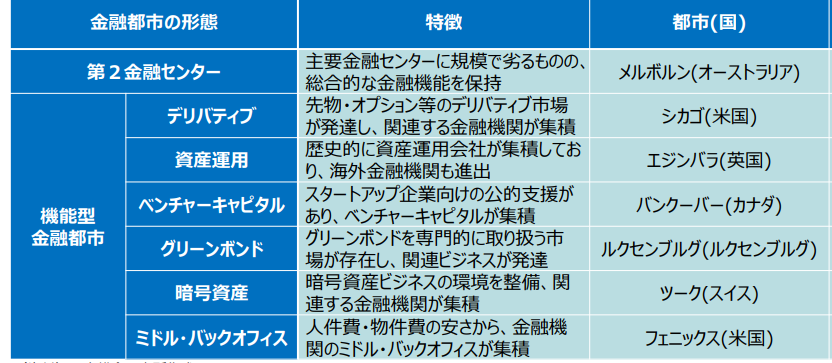 金融都市の形態 特徴 都市(国)
第2金融センター
主要金融センターに規模で劣るものの、
総合的な金融機能を保持
メルボルン(オーストラリア)
機能型
金融都市
デリバティブ
先物・オプション等のデリバティブ市場
が発達し、関連する金融機関が集積
シカゴ(米国)
資産運用
歴史的に資産運用会社が集積してお
り、海外金融機関も進出
エジンバラ(英国)
ベンチャーキャピタル
スタートアップ企業向けの公的支援が
あり、ベンチャーキャピタルが集積
バンクーバー(カナダ)
グリーンボンド
グリーンボンドを専門的に取り扱う市
場が存在し、関連ビジネスが発達
ルクセンブルグ(ルクセンブルグ)
暗号資産
暗号資産ビジネスの環境を整備、関
連する金融機関が集積
ツーク(スイス)
ミドル・バックオフィス
人件費・物件費の安さから、金融機
関のミドル・バックオフィスが集積
フェニックス(米国)